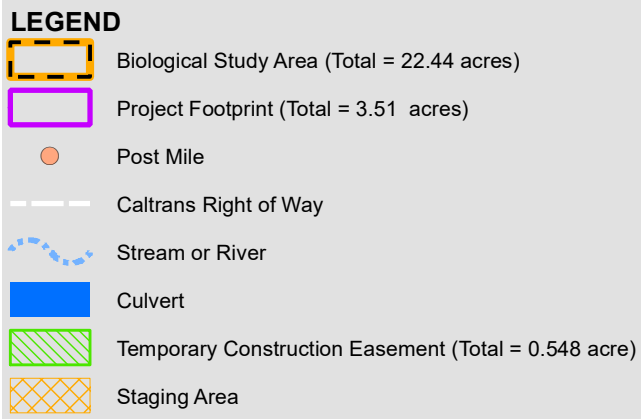 LEGEND
Biological Study Area (Total = 22.44 acres)
Project Footprint (Total = 3.51 acres)
Post Mile
Caltrans Right of Way
Stream or River
Culvert
Temporary Construction Easement (Total = 0.548 acre)
Staging Area